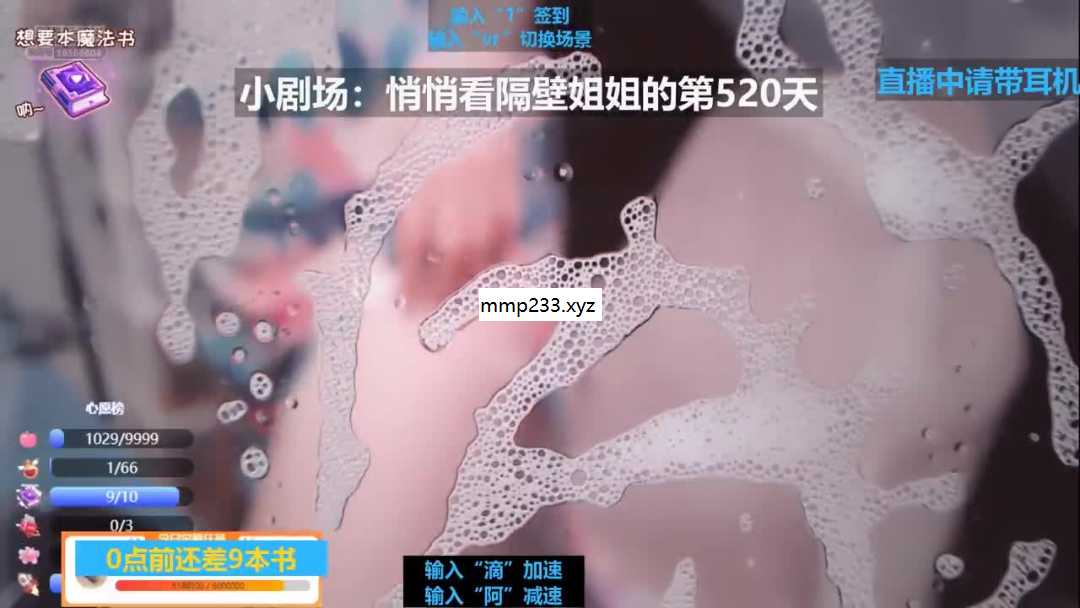 输入“1”签到
想要本魔法书
切换场景
小剧场：悄悄看隔壁姐姐的第520天
直播中请带耳机
呐~
mmp233.xyz
心愿榜
1029/9999
1/66
9/10
0/3
0点前还差9本书
输入“滴”加速
输入“阿”减速